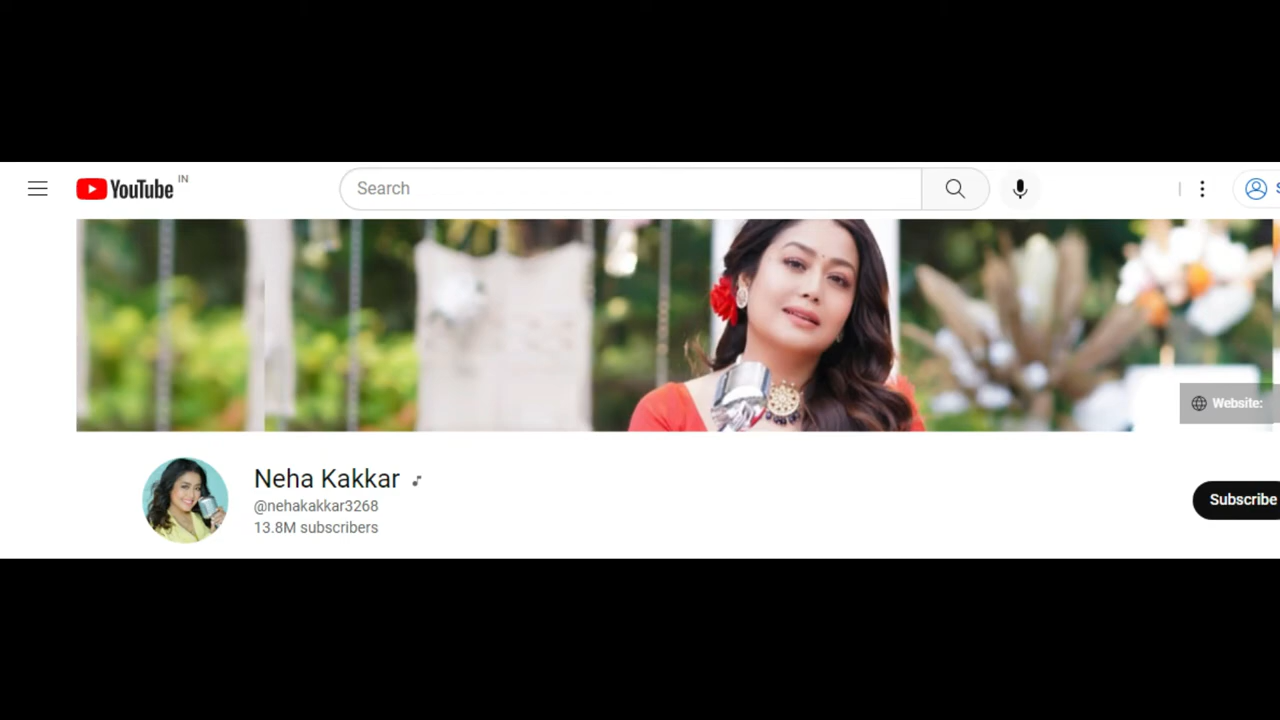 YouTube IN
Search
Website:
Neha Kakkar
@nehakakkar3268
13.8M subscribers
Subscribe